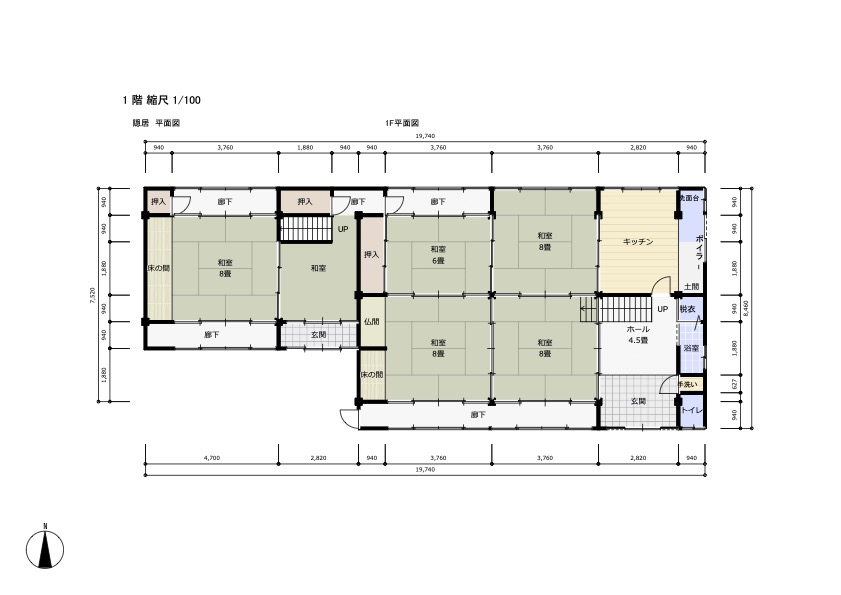 1 階 縮尺 1/100
隠居 平面図
1F平面図
19,740
940 3,760 1,880 940 940 3,760 3,760 2,820 940
押入
廊下
押入
廊下
廊下
洗面台
UP
和室
8畳
キッチン
ボイラー
和室
6畳
押入
和室
8畳
床の間
和室
土間
廊下
玄関
仏間
UP
脱衣
ホール
4.5畳
和室
8畳
和室
8畳
浴室
床の間
手洗い
玄関
トイレ
廊下
940
940
1,880
940
940
1,880
7,520
940
940
1,880
940
1,880
627
940
8,460
4,700 2,820 940 3,760 3,760 2,820 940
19,740
N